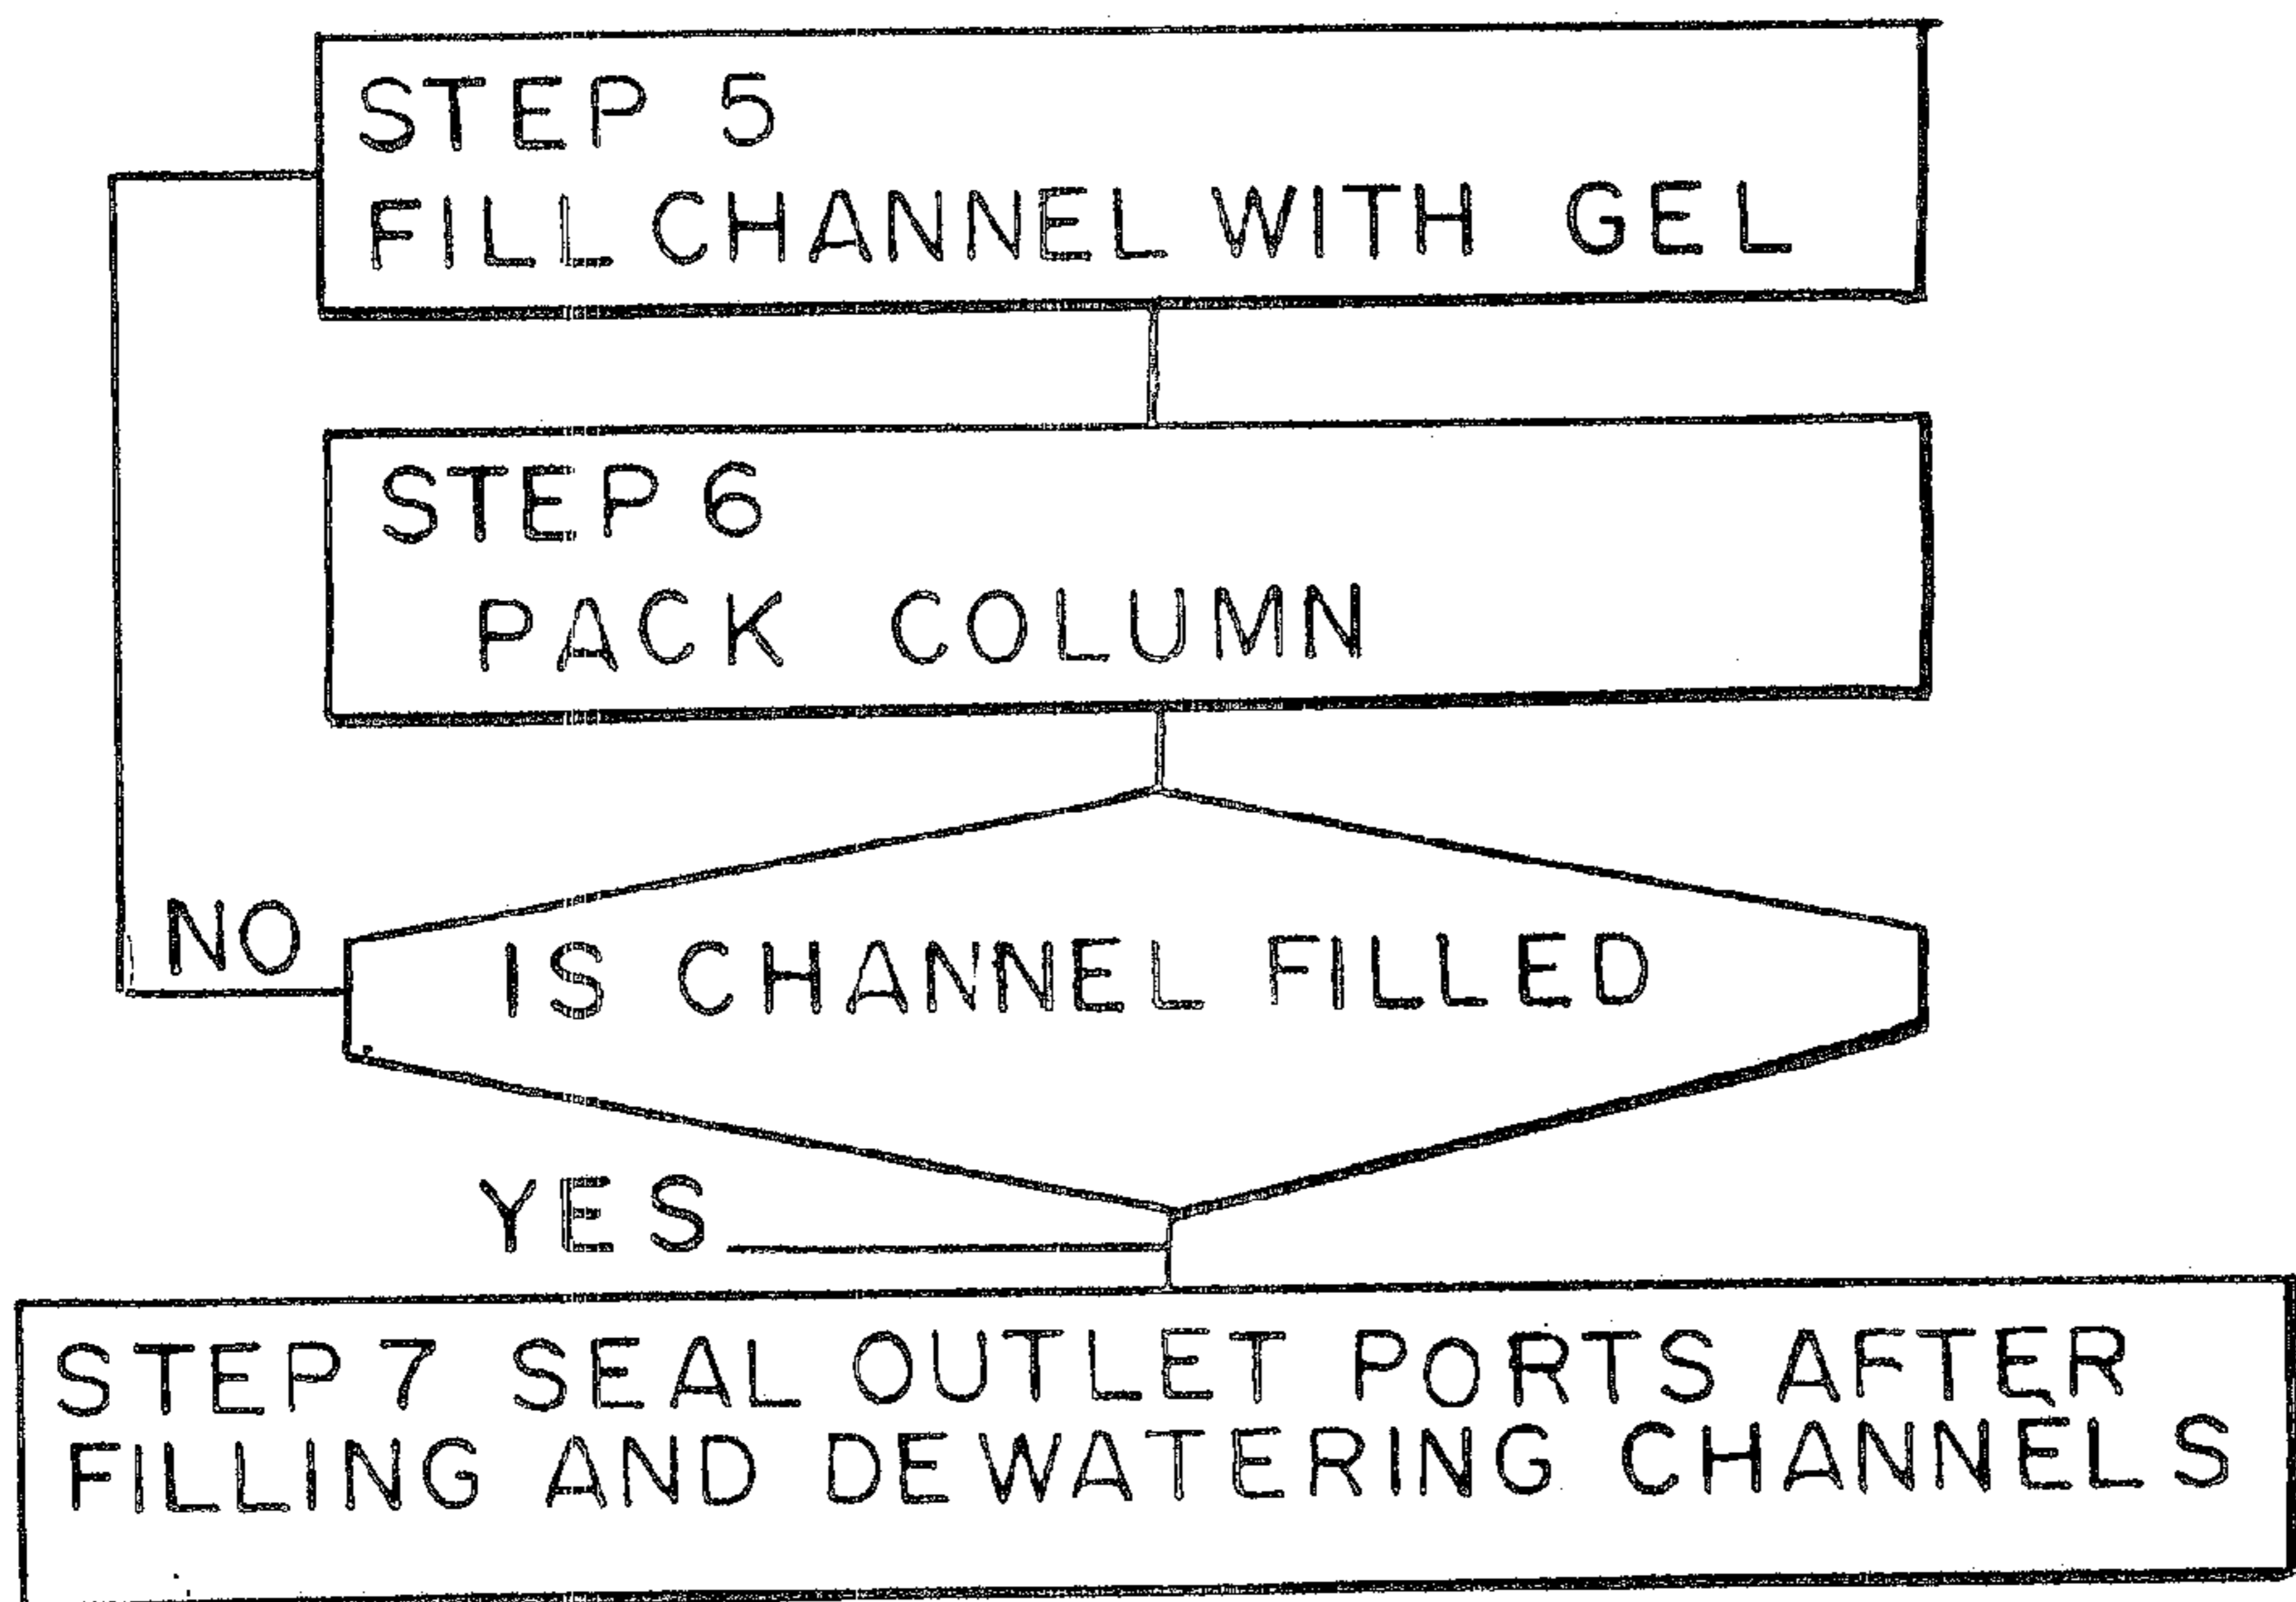 STEP 5
FILL CHANNEL WITH GEL
STEP 6
PACK COLUMN
NO
IS CHANNEL FILLED
YES
STEP 7 SEAL OUTLET PORTS AFTER
FILLING AND DEWATERING CHANNELS